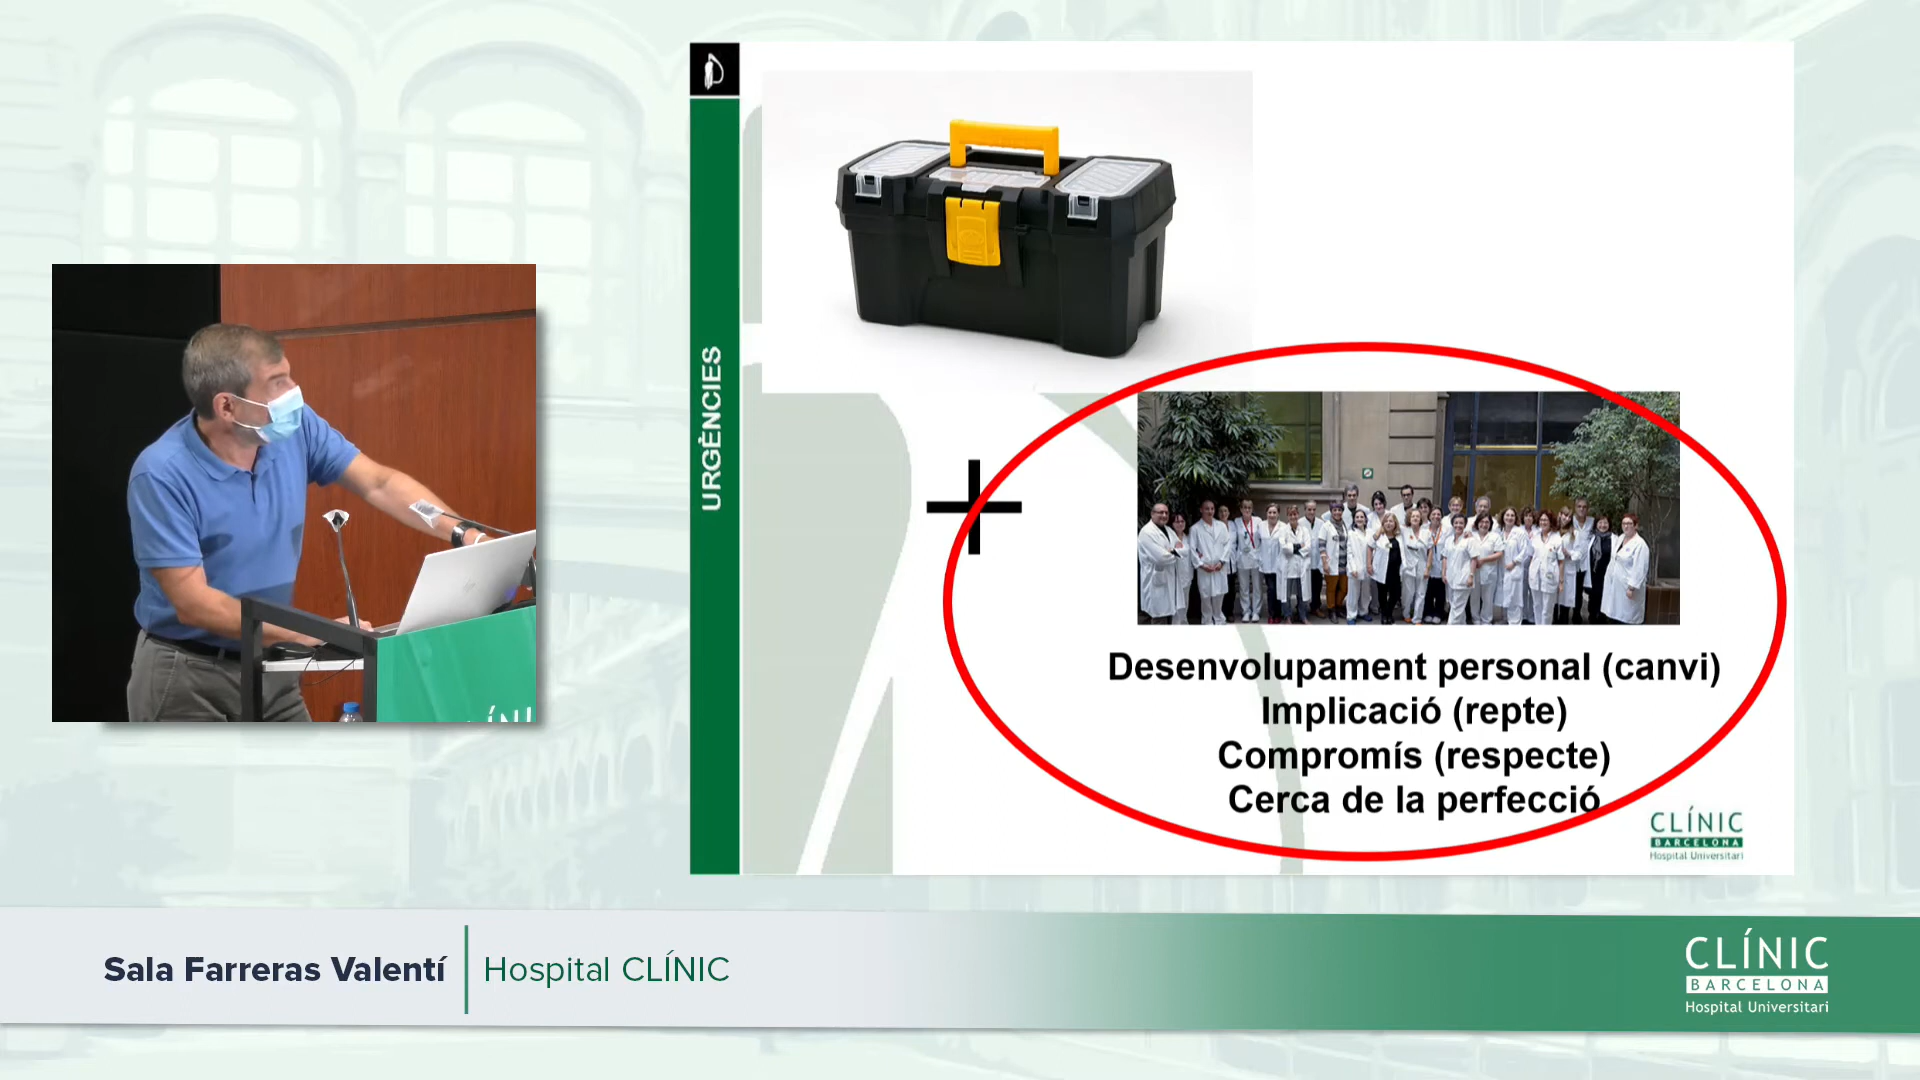 URGÈNCIES
+
Desenvolupament personal (canvi)
Implicació (repte)
Compromís (respecte)
Cerca de la perfecció
CLÍNIC
BARCELONA
Hospital Universitari
Sala Farreras Valentí
Hospital CLÍNIC
CLÍNIC
BARCELONA
Hospital Universitari